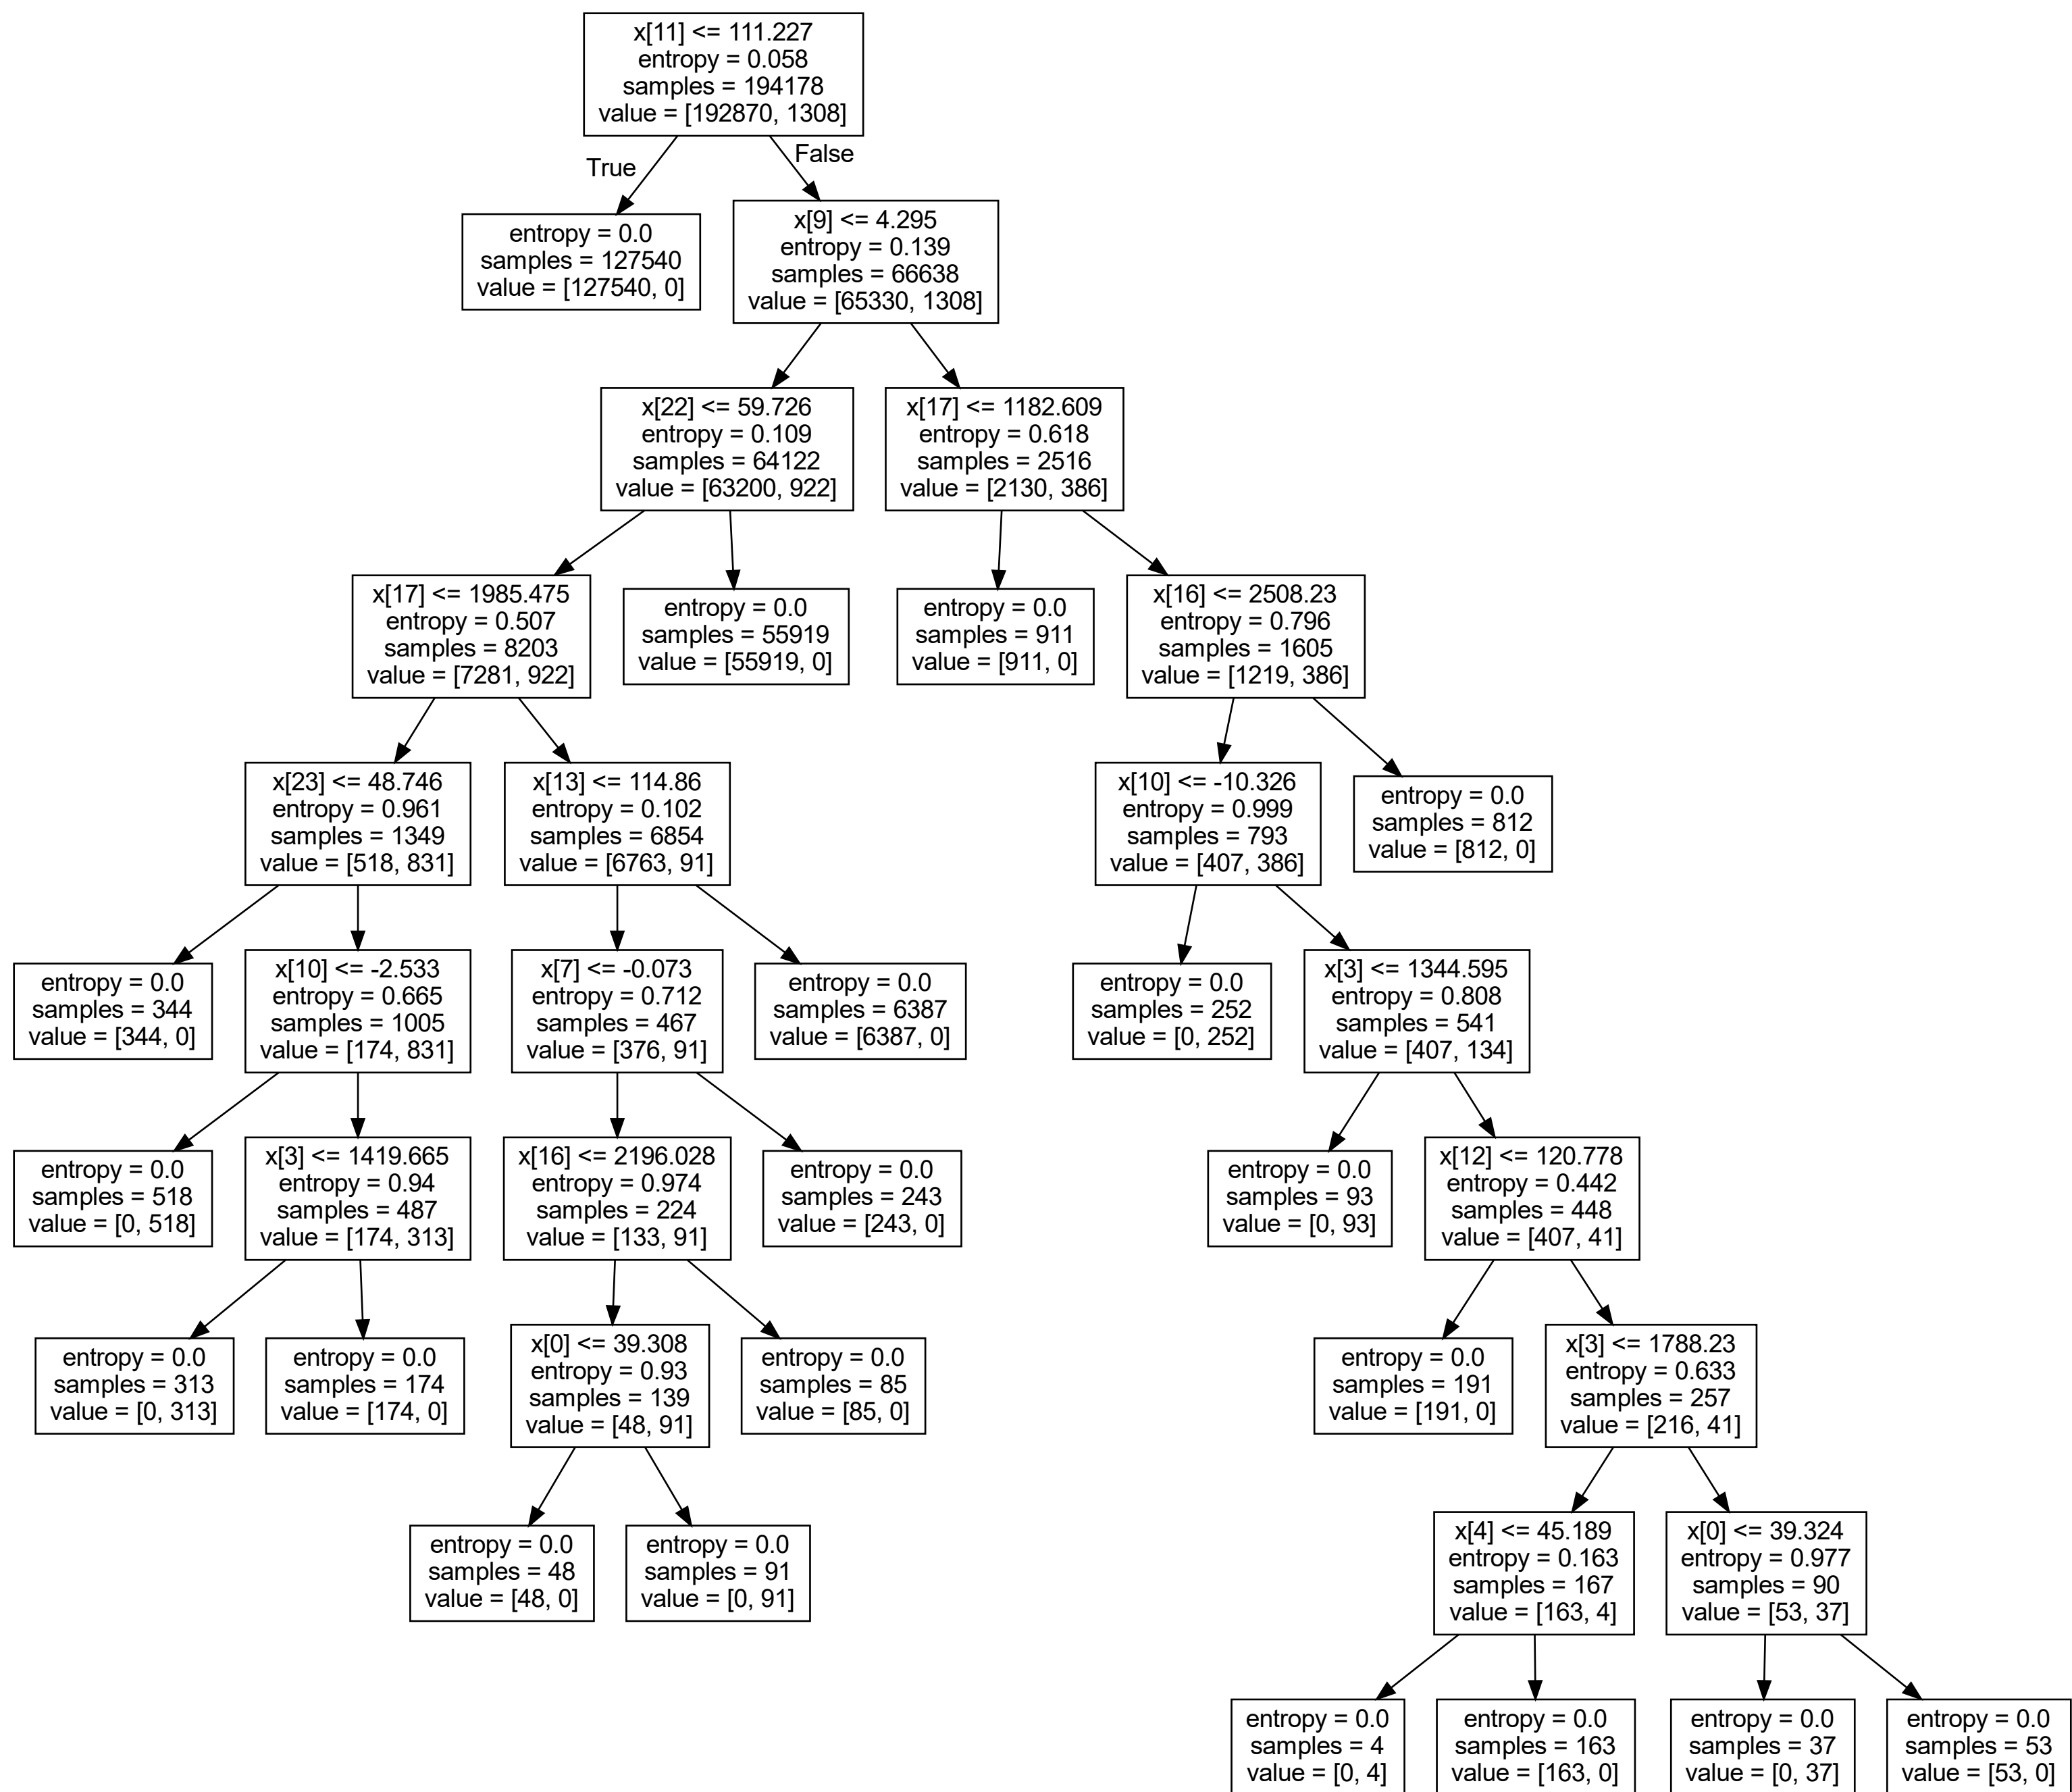 x[11] <= 111.227
entropy = 0.058
samples = 194178
value = [192870, 1308]
True
False
entropy = 0.0
samples = 127540
value = [127540, 0]
x[9] <= 4.295
entropy = 0.139
samples = 66638
value = [65330, 1308]
x[22] <= 59.726
entropy = 0.109
samples = 64122
value = [63200, 922]
x[17] <= 1182.609
entropy = 0.618
samples = 2516
value = [2130, 386]
x[17] <= 1985.475
entropy = 0.507
samples = 8203
value = [7281, 922]
entropy = 0.0
samples = 55919
value = [55919, 0]
entropy = 0.0
samples = 911
value = [911, 0]
x[16] <= 2508.23
entropy = 0.796
samples = 1605
value = [1219, 386]
x[23] <= 48.746
entropy = 0.961
samples = 1349
value = [518, 831]
x[13] <= 114.86
entropy = 0.102
samples = 6854
value = [6763, 91]
x[10] <= -10.326
entropy = 0.999
samples = 793
value = [407, 386]
entropy = 0.0
samples = 812
value = [812, 0]
entropy = 0.0
samples = 344
value = [344, 0]
x[10] <= -2.533
entropy = 0.665
samples = 1005
value = [174, 831]
x[7] <= -0.073
entropy = 0.712
samples = 467
value = [376, 91]
entropy = 0.0
samples = 6387
value = [6387, 0]
entropy = 0.0
samples = 252
value = [0, 252]
x[3] <= 1344.595
entropy = 0.808
samples = 541
value = [407, 134]
entropy = 0.0
samples = 518
value = [0, 518]
x[3] <= 1419.665
entropy = 0.94
samples = 487
value = [174, 313]
x[16] <= 2196.028
entropy = 0.974
samples = 224
value = [133, 91]
entropy = 0.0
samples = 243
value = [243, 0]
entropy = 0.0
samples = 93
value = [0, 93]
x[12] <= 120.778
entropy = 0.442
samples = 448
value = [407, 41]
entropy = 0.0
samples = 313
value = [0, 313]
entropy = 0.0
samples = 174
value = [174, 0]
x[0] <= 39.308
entropy = 0.93
samples = 139
value = [48, 91]
entropy = 0.0
samples = 85
value = [85, 0]
entropy = 0.0
samples = 191
value = [191, 0]
x[3] <= 1788.23
entropy = 0.633
samples = 257
value = [216, 41]
entropy = 0.0
samples = 48
value = [48, 0]
entropy = 0.0
samples = 91
value = [0, 91]
x[4] <= 45.189
entropy = 0.163
samples = 167
value = [163, 4]
x[0] <= 39.324
entropy = 0.977
samples = 90
value = [53, 37]
entropy = 0.0
samples = 4
value = [0, 4]
entropy = 0.0
samples = 163
value = [163, 0]
entropy = 0.0
samples = 37
value = [0, 37]
entropy = 0.0
samples = 53
value = [53, 0]